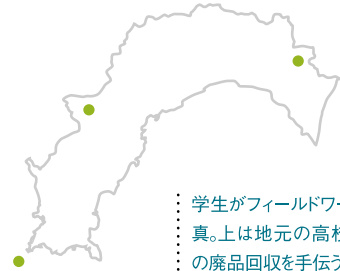 学生がフィールドワー
真。上は地元の高校
の廃品回収を手伝う